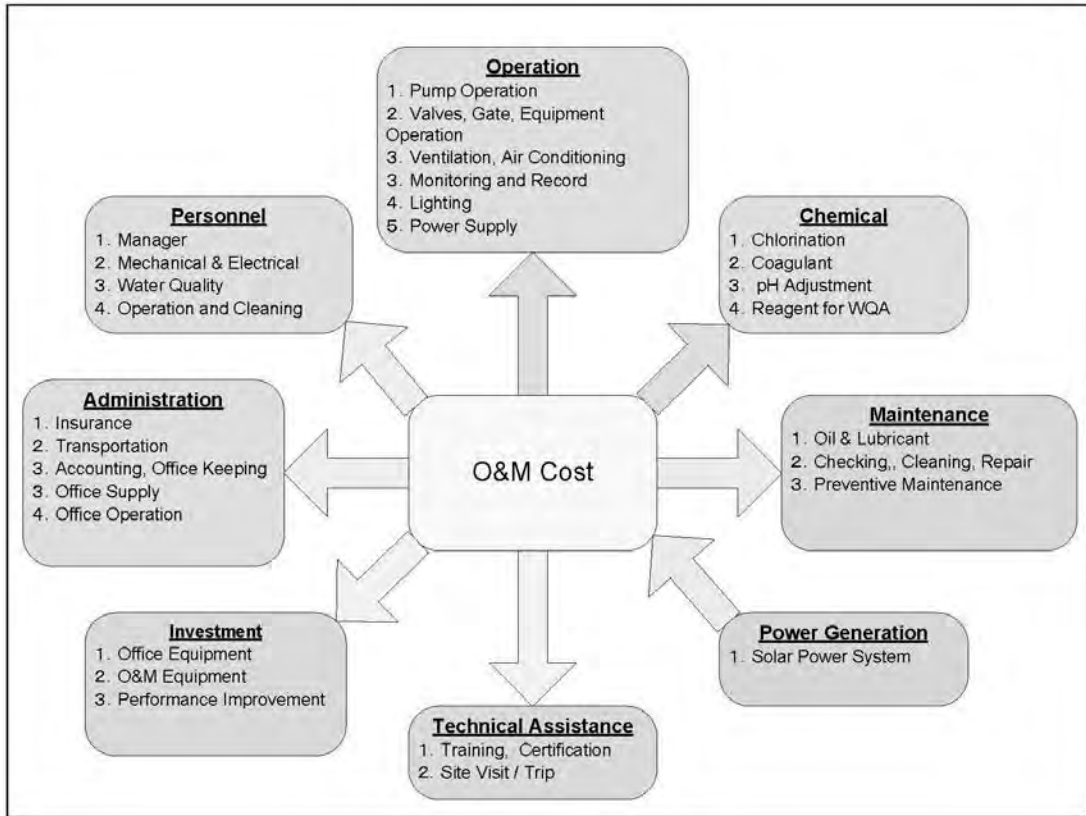 Operation
1. Pump Operation
2. Valves, Gate, Equipment
Operation
3. Ventilation, Air Conditioning
3. Monitoring and Record
4. Lighting
5. Power Supply
Personnel
1. Manager
2. Mechanical & Electrical
3. Water Quality
4. Operation and Cleaning
Chemical
1. Chlorination
2. Coagulant
3. pH Adjustment
4. Reagent for WQA
Administration
1. Insurance
2. Transportation
3. Accounting, Office Keeping
3. Office Supply
4. Office Operation
O&M Cost
Maintenance
1. Oil & Lubricant
2. Checking,, Cleaning, Repair
3. Preventive Maintenance
Investment
1. Office Equipment
2. O&M Equipment
3. Performance Improvement
Power Generation
1. Solar Power System
Technical Assistance
1. Training, Certification
2. Site Visit / Trip